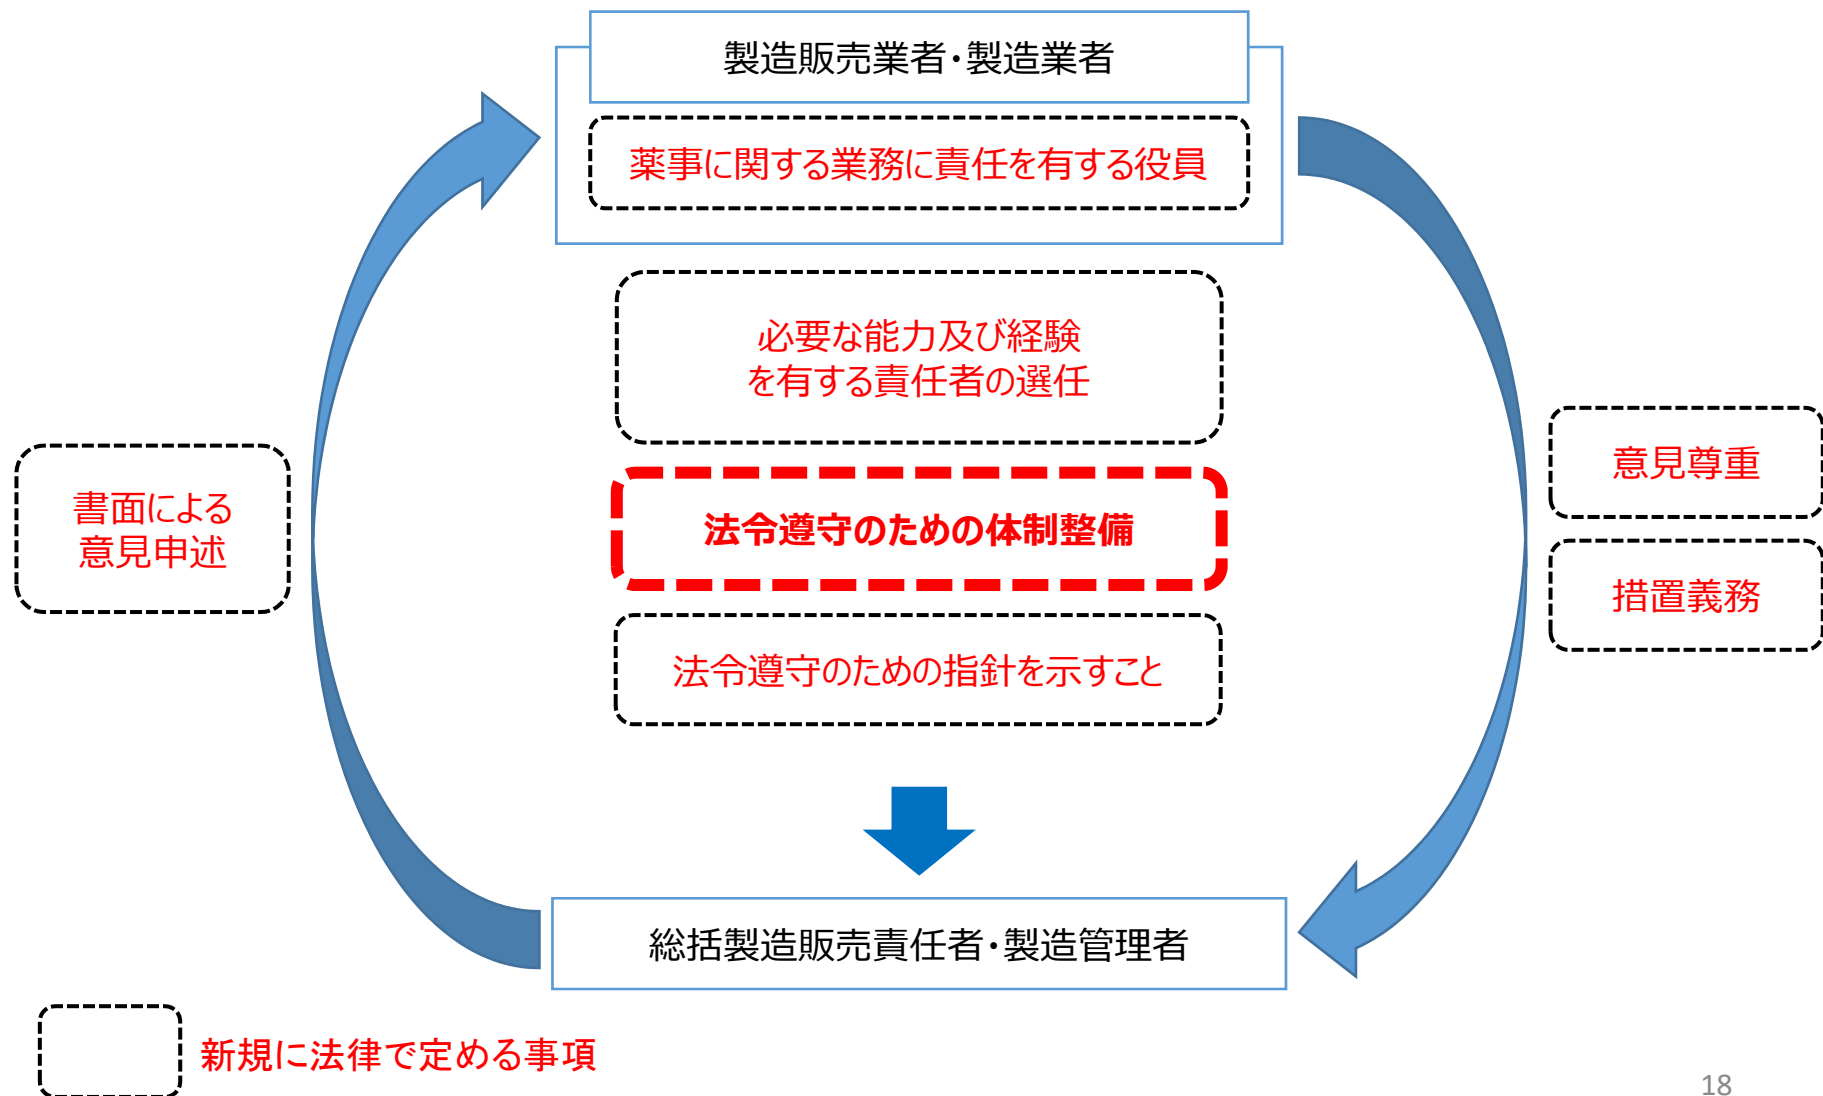 製造販売業者・製造業者
薬事に関する業務に責任を有する役員
必要な能力及び経験
を有する責任者の選任
書面による
意見申述
法令遵守のための体制整備
意見尊重
措置義務
法令遵守のための指針を示すこと
総括製造販売責任者・製造管理者
新規に法律で定める事項
18